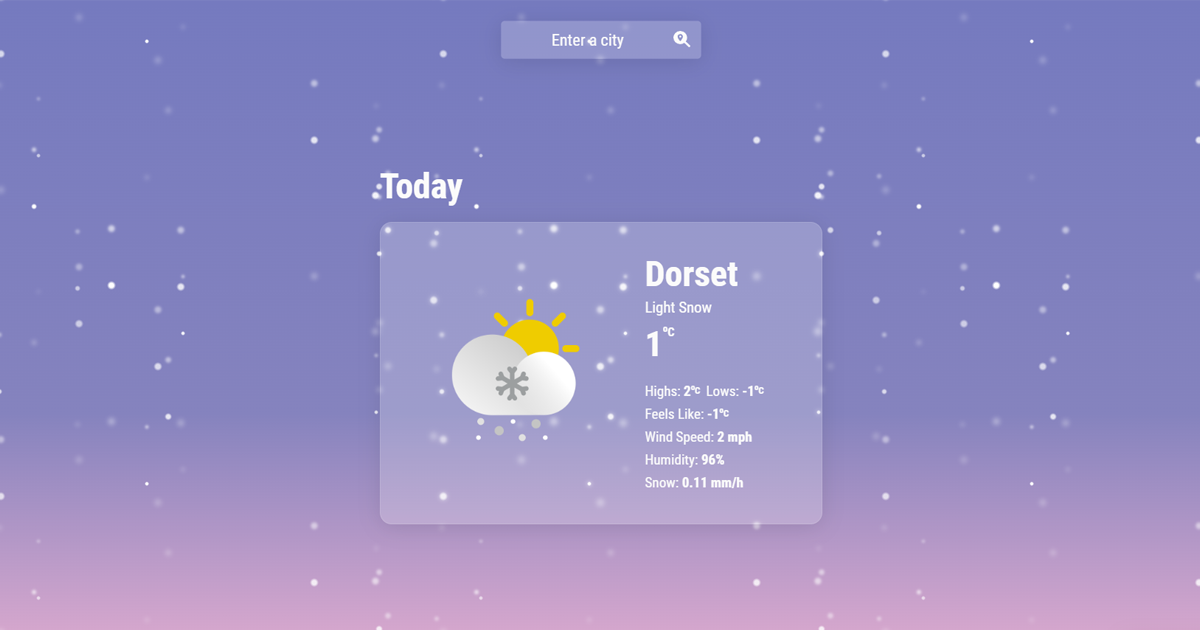 Enter a city
Today
Dorset
Light Snow
1°C
Highs: 2°C Lows: -1°C
Feels Like: -1°C
Wind Speed: 2 mph
Humidity: 96%
Snow: 0.11 mm/h